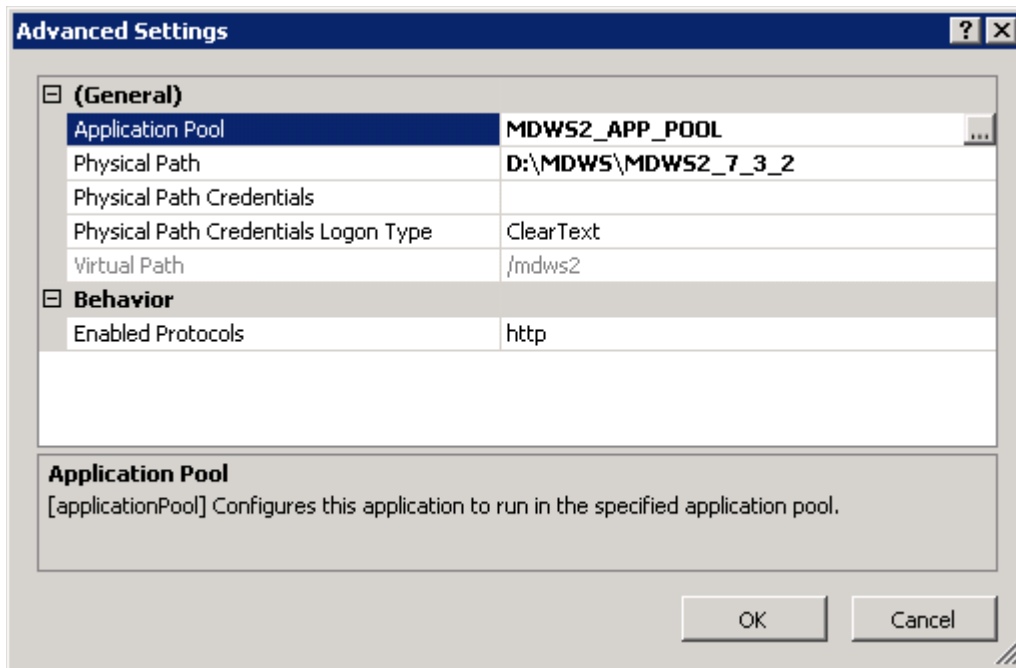 Advanced Settings
(General)
Application Pool MDWS2_APP_POOL ...
Physical Path D:\MDWS\MDWS2_7_3_2
Physical Path Credentials
Physical Path Credentials Logon Type ClearText
Virtual Path /mdws2
Behavior
Enabled Protocols http
Application Pool
[applicationPool] Configures this application to run in the specified application pool.
OK Cancel